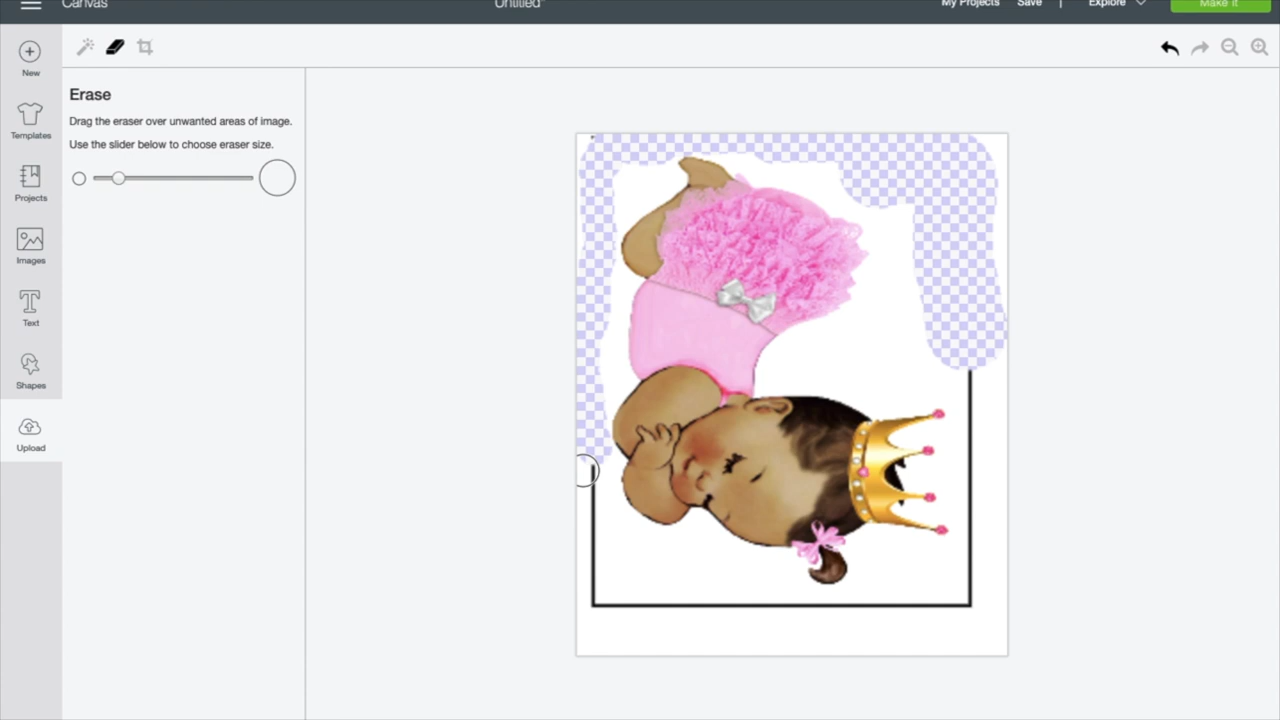 Canvas
Untitled*
My Projects
Save
|
Explore
Make It
New
Templates
Projects
Images
Text
Shapes
Upload
Erase
Drag the eraser over unwanted areas of image.
Use the slider below to choose eraser size.